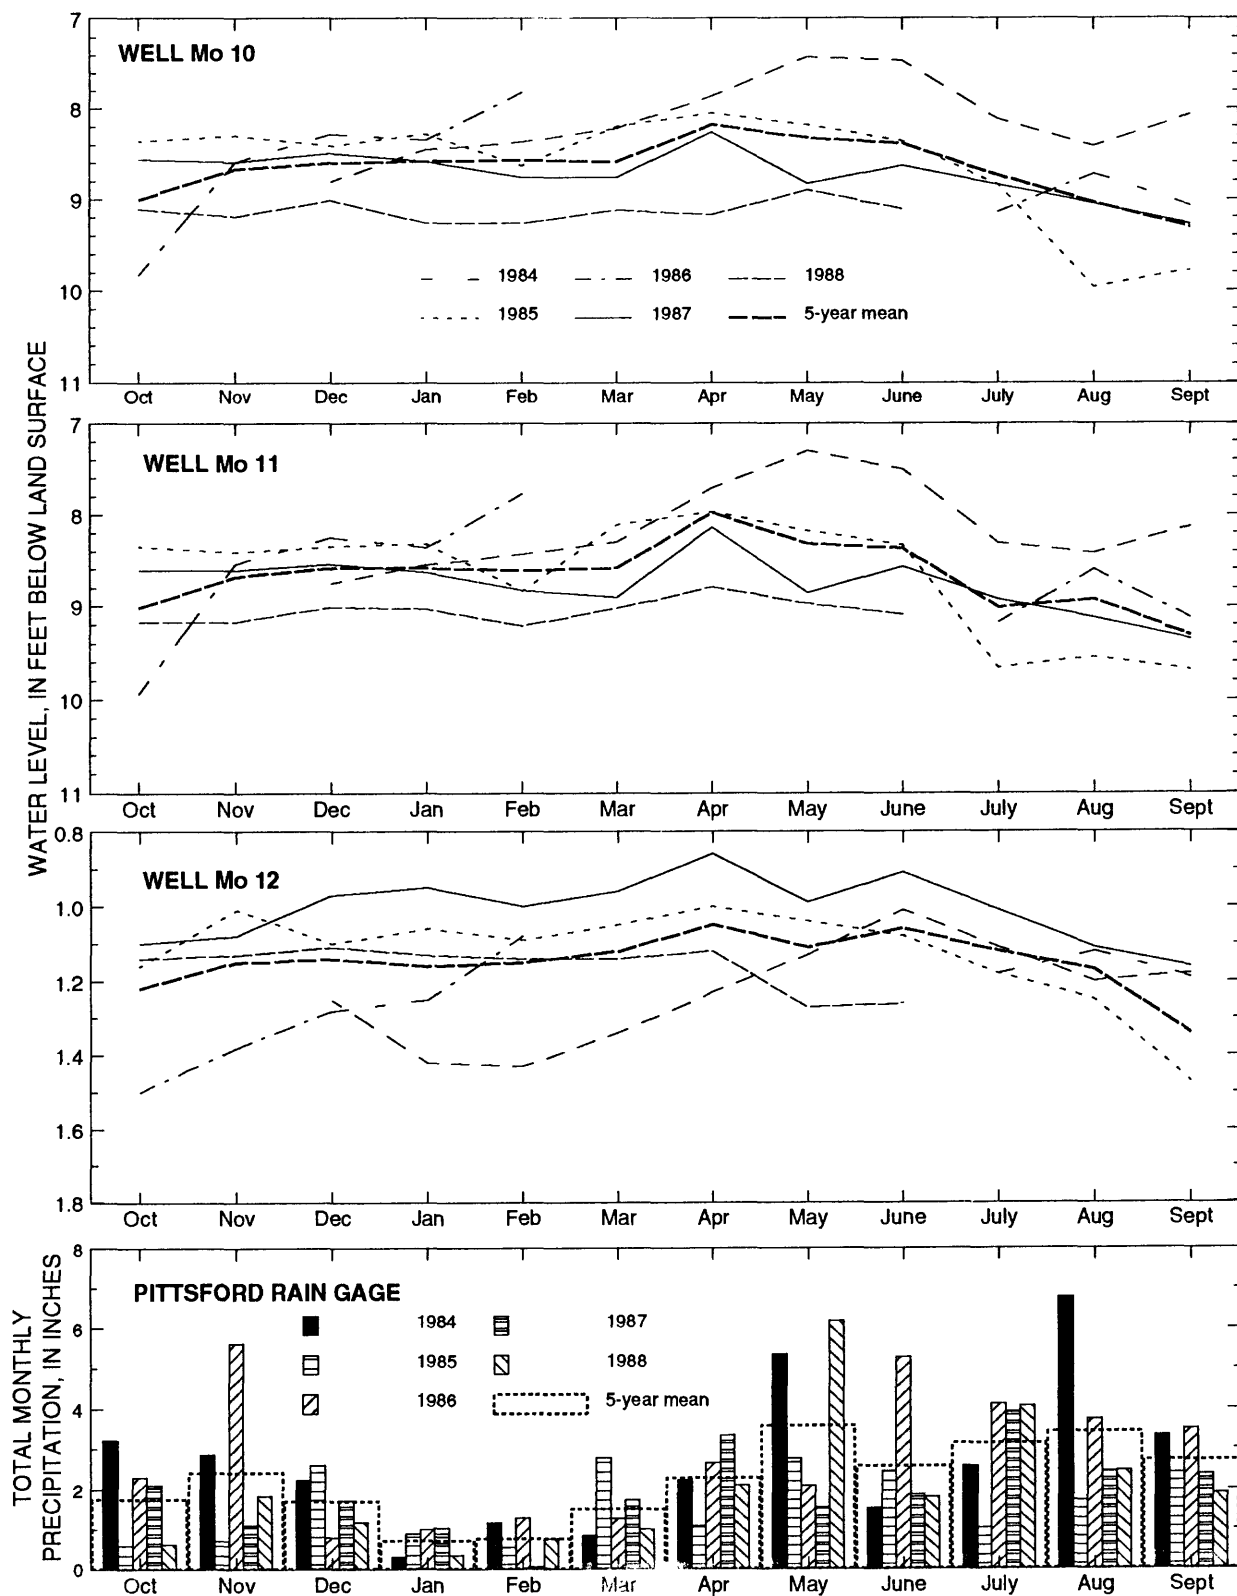 7
WELL Mo 10
8
9
1984
1986
1988
10
1985
1987
5-year mean
11
Oct Nov Dec Jan Feb Mar Apr May June July Aug Sept
7
WELL Mo 11
8
9
10
11
Oct Nov Dec Jan Feb Mar Apr May June July Aug Sept
WATER LEVEL, IN FEET BELOW LAND SURFACE
0.8
WELL Mo 12
1.0
1.2
1.4
1.6
1.8
Oct Nov Dec Jan Feb Mar Apr May June July Aug Sept
8
PITTSFORD RAIN GAGE
1984
1987
6
1985
1988
1986
5-year mean
4
2
0
TOTAL MONTHLY
PRECIPITATION, IN INCHES
Oct Nov Dec Jan Feb Mar Apr May June July Aug Sept